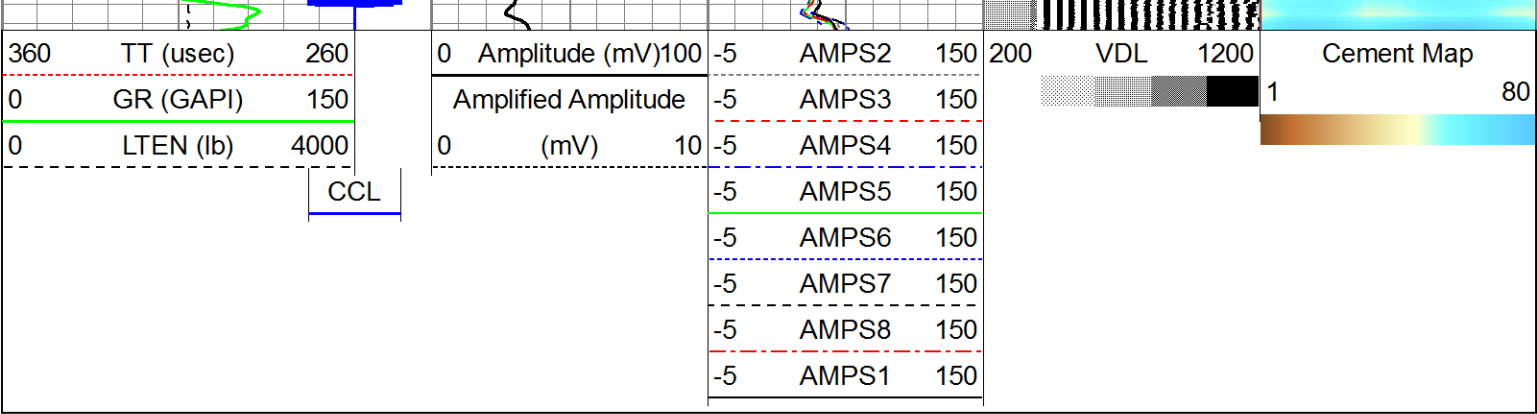 360 TT (usec) 260
0 GR (GAPI) 150
0 LTEN (lb) 4000
CCL
0 Amplitude (mV) 100
Amplified Amplitude
0 (mV) 10
-5 AMPS2 150
-5 AMPS3 150
-5 AMPS4 150
-5 AMPS5 150
-5 AMPS6 150
-5 AMPS7 150
-5 AMPS8 150
-5 AMPS1 150
200 VDL 1200
Cement Map
1 80